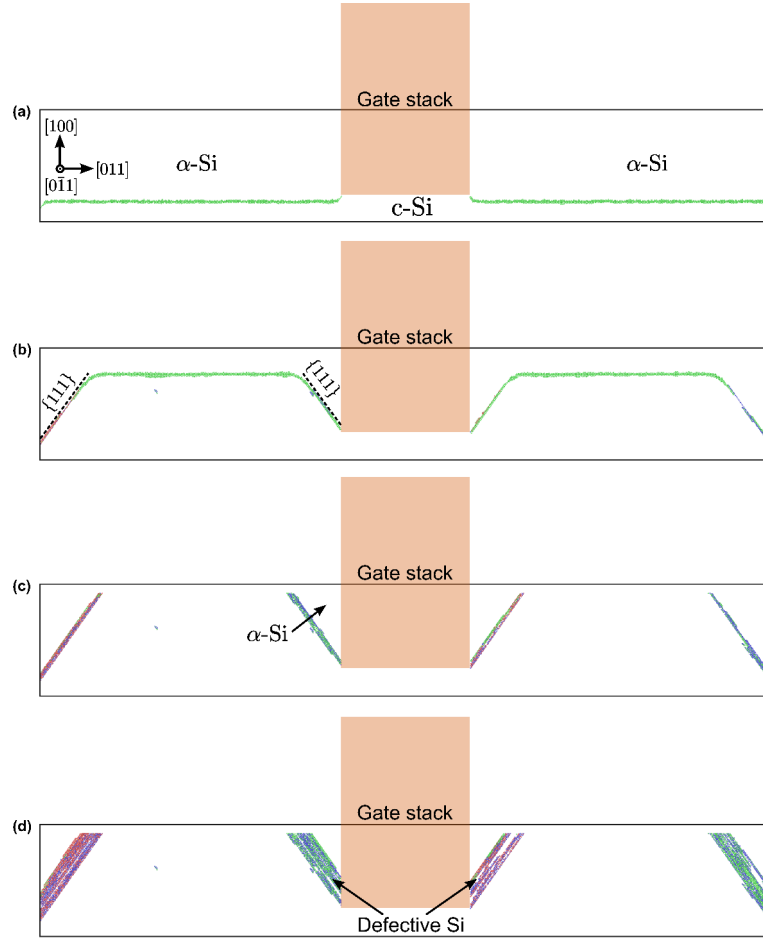 Gate stack
(a)
[100]
[011]
[01̄1]
α-Si
α-Si
c-Si
Gate stack
(b)
{111}
{111}
Gate stack
(c)
α-Si
Gate stack
(d)
Defective Si